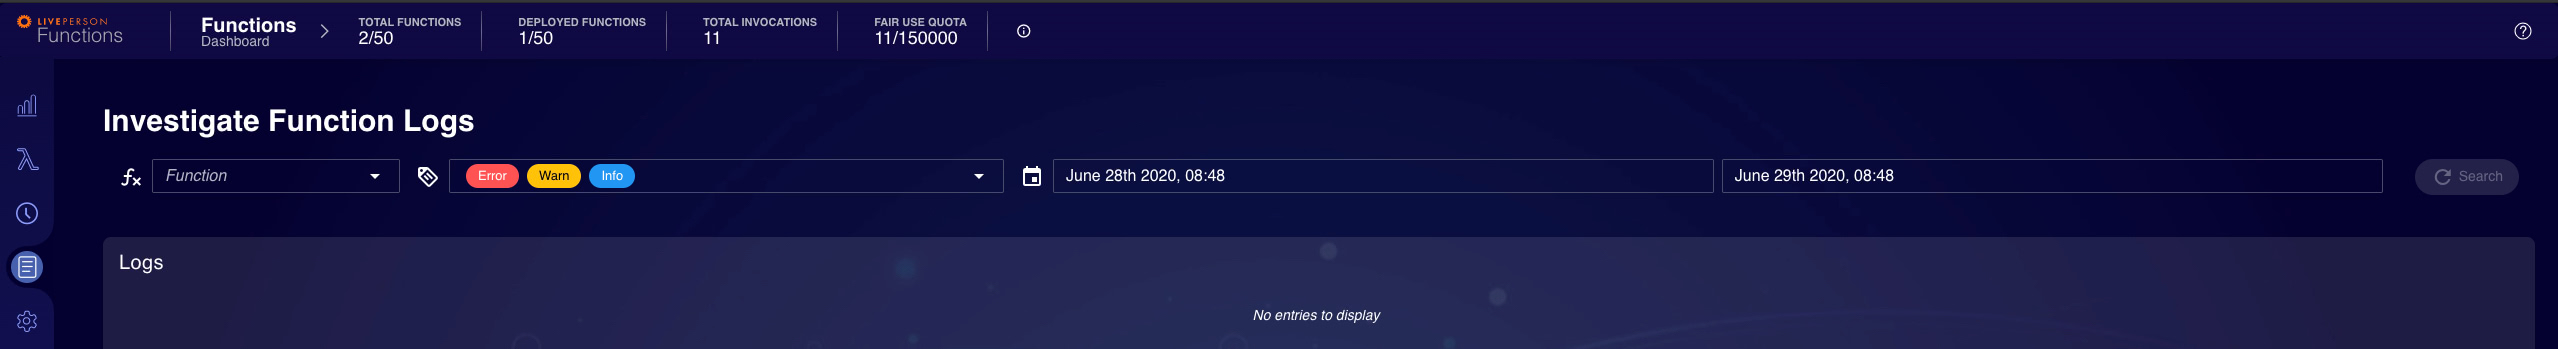 LIVEPERSON
Functions
Functions
Dashboard
TOTAL FUNCTIONS
2/50
DEPLOYED FUNCTIONS
1/50
TOTAL INVOCATIONS
11
FAIR USE QUOTA
11/150000
Investigate Function Logs
Function
Error Warn Info
June 28th 2020, 08:48
June 29th 2020, 08:48
Search
Logs
No entries to display